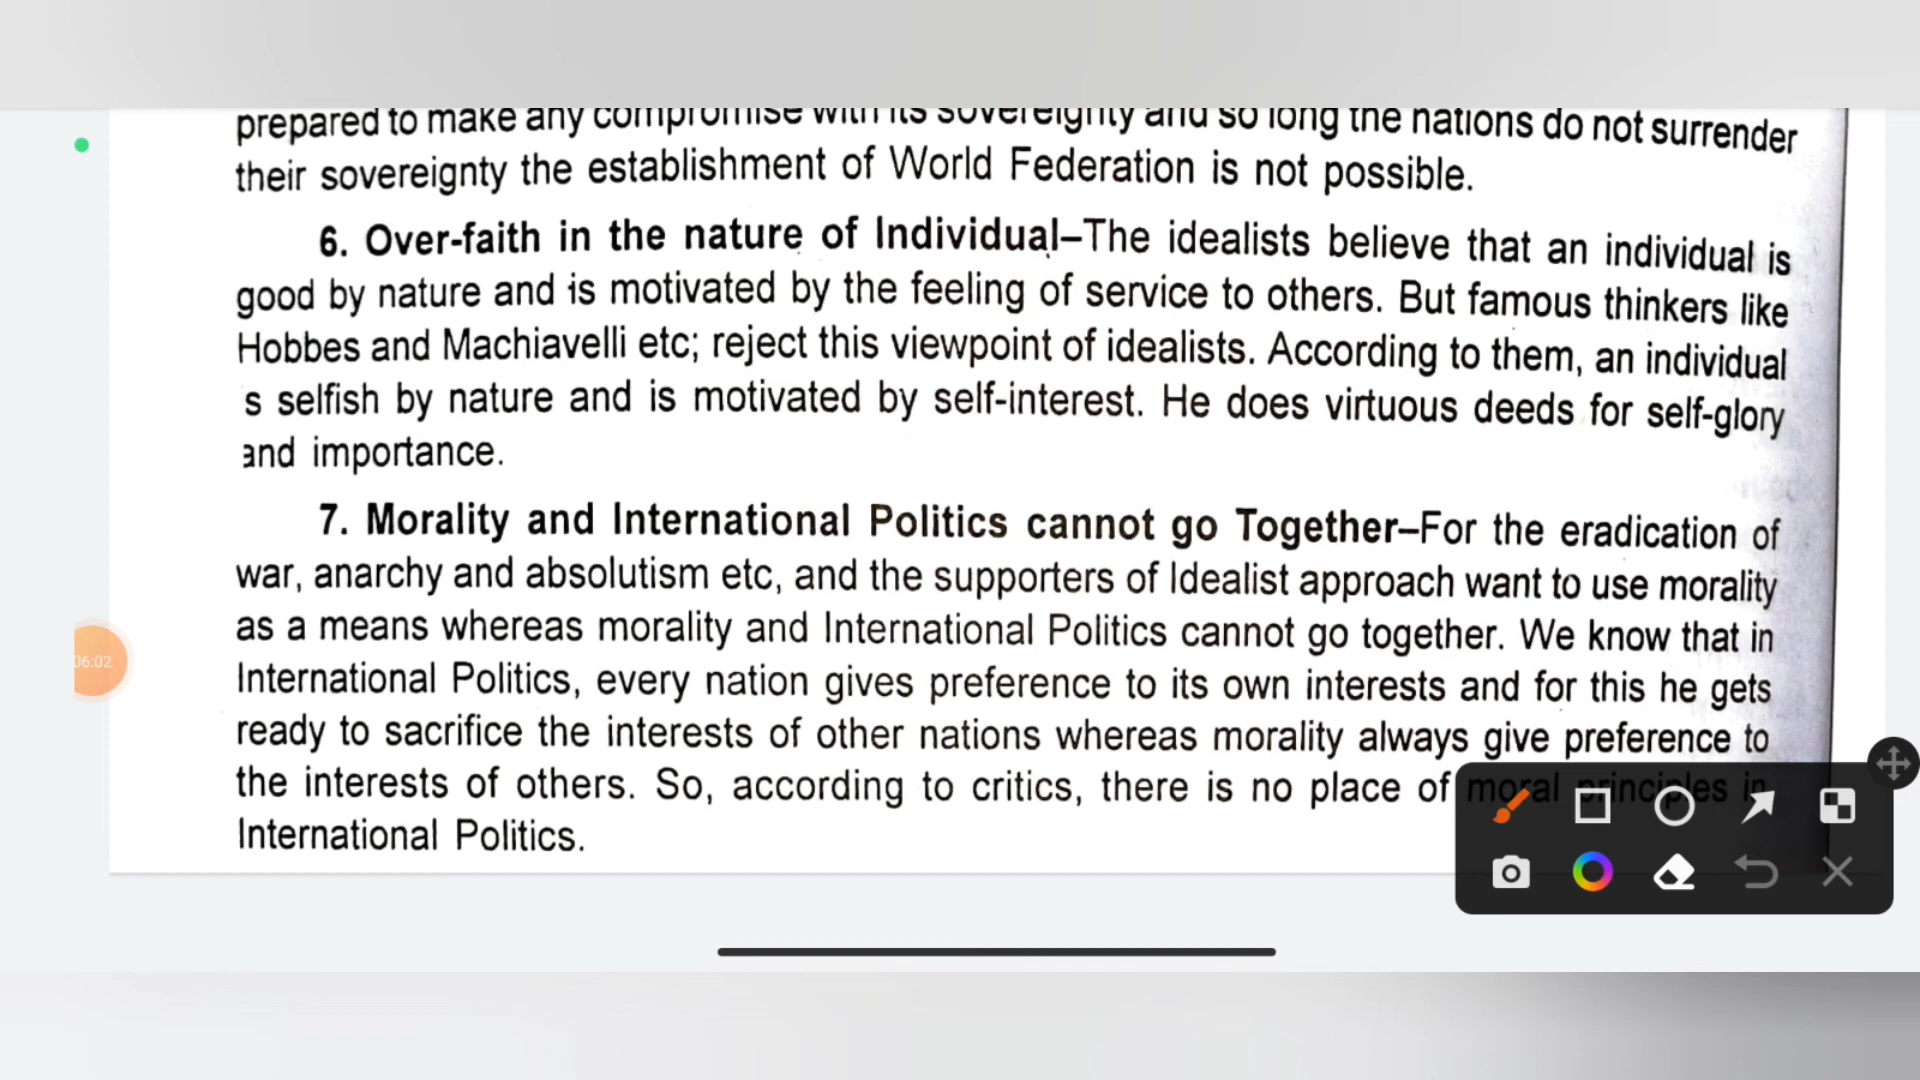 prepared to make any compromise with its sovereignty and so long the nations do not surrender
their sovereignty the establishment of World Federation is not possible.
6. Over-faith in the nature of Individual–The idealists believe that an individual is
good by nature and is motivated by the feeling of service to others. But famous thinkers like
Hobbes and Machiavelli etc; reject this viewpoint of idealists. According to them, an individual
s selfish by nature and is motivated by self-interest. He does virtuous deeds for self-glory
and importance.
7. Morality and International Politics cannot go Together–For the eradication of
war, anarchy and absolutism etc, and the supporters of Idealist approach want to use morality
as a means whereas morality and International Politics cannot go together. We know that in
International Politics, every nation gives preference to its own interests and for this he gets
ready to sacrifice the interests of other nations whereas morality always give preference to
the interests of others. So, according to critics, there is no place of moral principles in
International Politics.
06:02